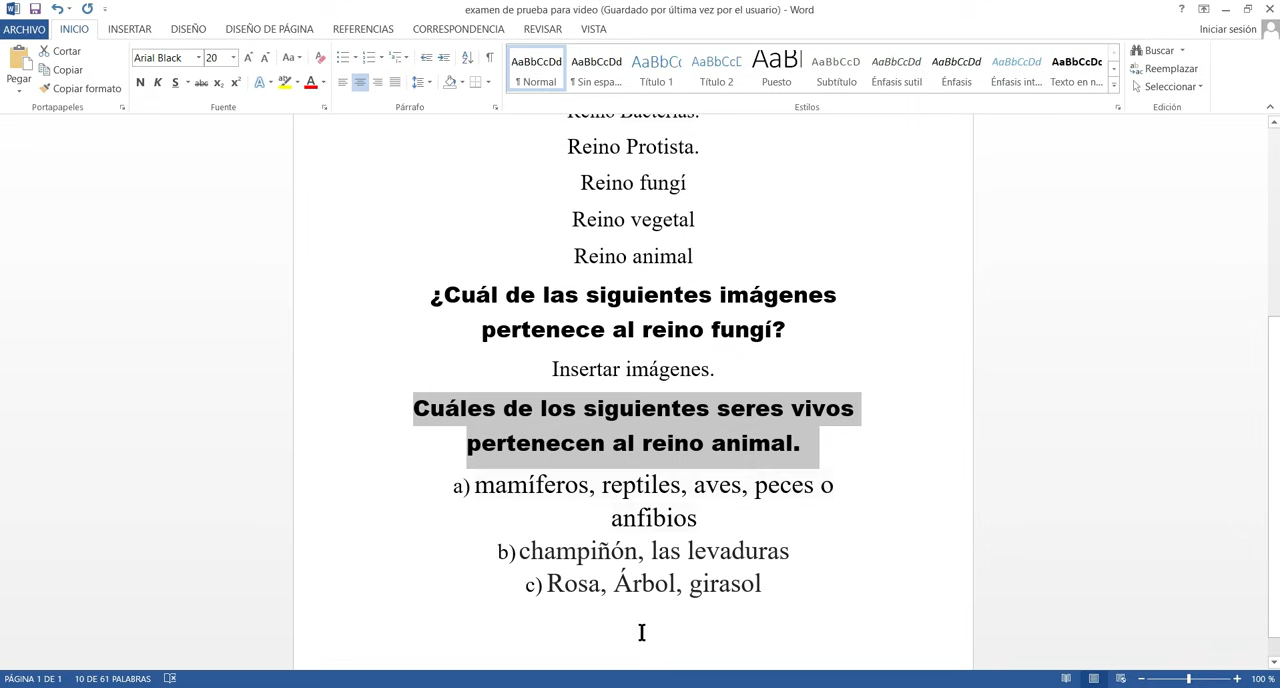 examen de prueba para video (Guardado por última vez por el usuario) - Word
ARCHIVO INICIO INSERTAR DISEÑO DISEÑO DE PÁGINA REFERENCIAS CORRESPONDENCIA REVISAR VISTA Iniciar sesión
Pegar
Cortar
Copiar
Copiar formato
Portapapeles
Arial Black 20
Fuente
Párrafo
AaBbCcDd AaBbCcDd AaBbCc AaBbCcD AaBl AaBbCcD AaBbCcDd AaBbCcDd AaBbCcDd AaBbCcDc
¶ Normal ¶ Sin espa... Título 1 Título 2 Puesto Subtítulo Énfasis sutil Énfasis Énfasis int... Texto en n...
Estilos
Buscar
Reemplazar
Seleccionar
Edición
Reino Bacterias.
Reino Protista.
Reino fungí
Reino vegetal
Reino animal
¿Cuál de las siguientes imágenes
pertenece al reino fungí?
Insertar imágenes.
Cuáles de los siguientes seres vivos
pertenecen al reino animal.
a) mamíferos, reptiles, aves, peces o
anfibios
b) champiñón, las levaduras
c) Rosa, Árbol, girasol
PÁGINA 1 DE 1 10 DE 61 PALABRAS 100 %